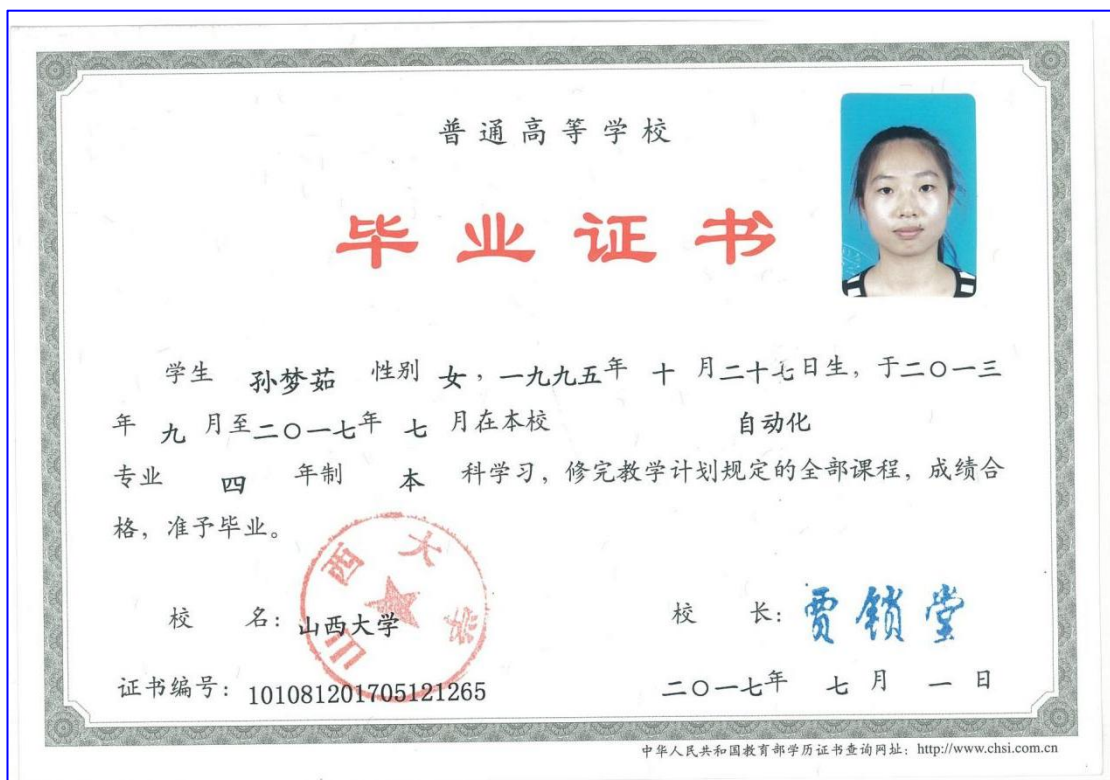 普通高等学校
毕业证书
学生 孙梦茹 性别 女，一九九五年 十 月二十七日生，于二〇一三
年 九 月至二〇一七年 七 月在本校 自动化
专业 四 年制 本 科学习，修完教学计划规定的全部课程，成绩合
格，准予毕业。
山西大学
校 名：山西大学 校 长：贾锁堂
证书编号：101081201705121265 二〇一七年 七 月 一 日
中华人民共和国教育部学历证书查询网址：http://www.chsi.com.cn